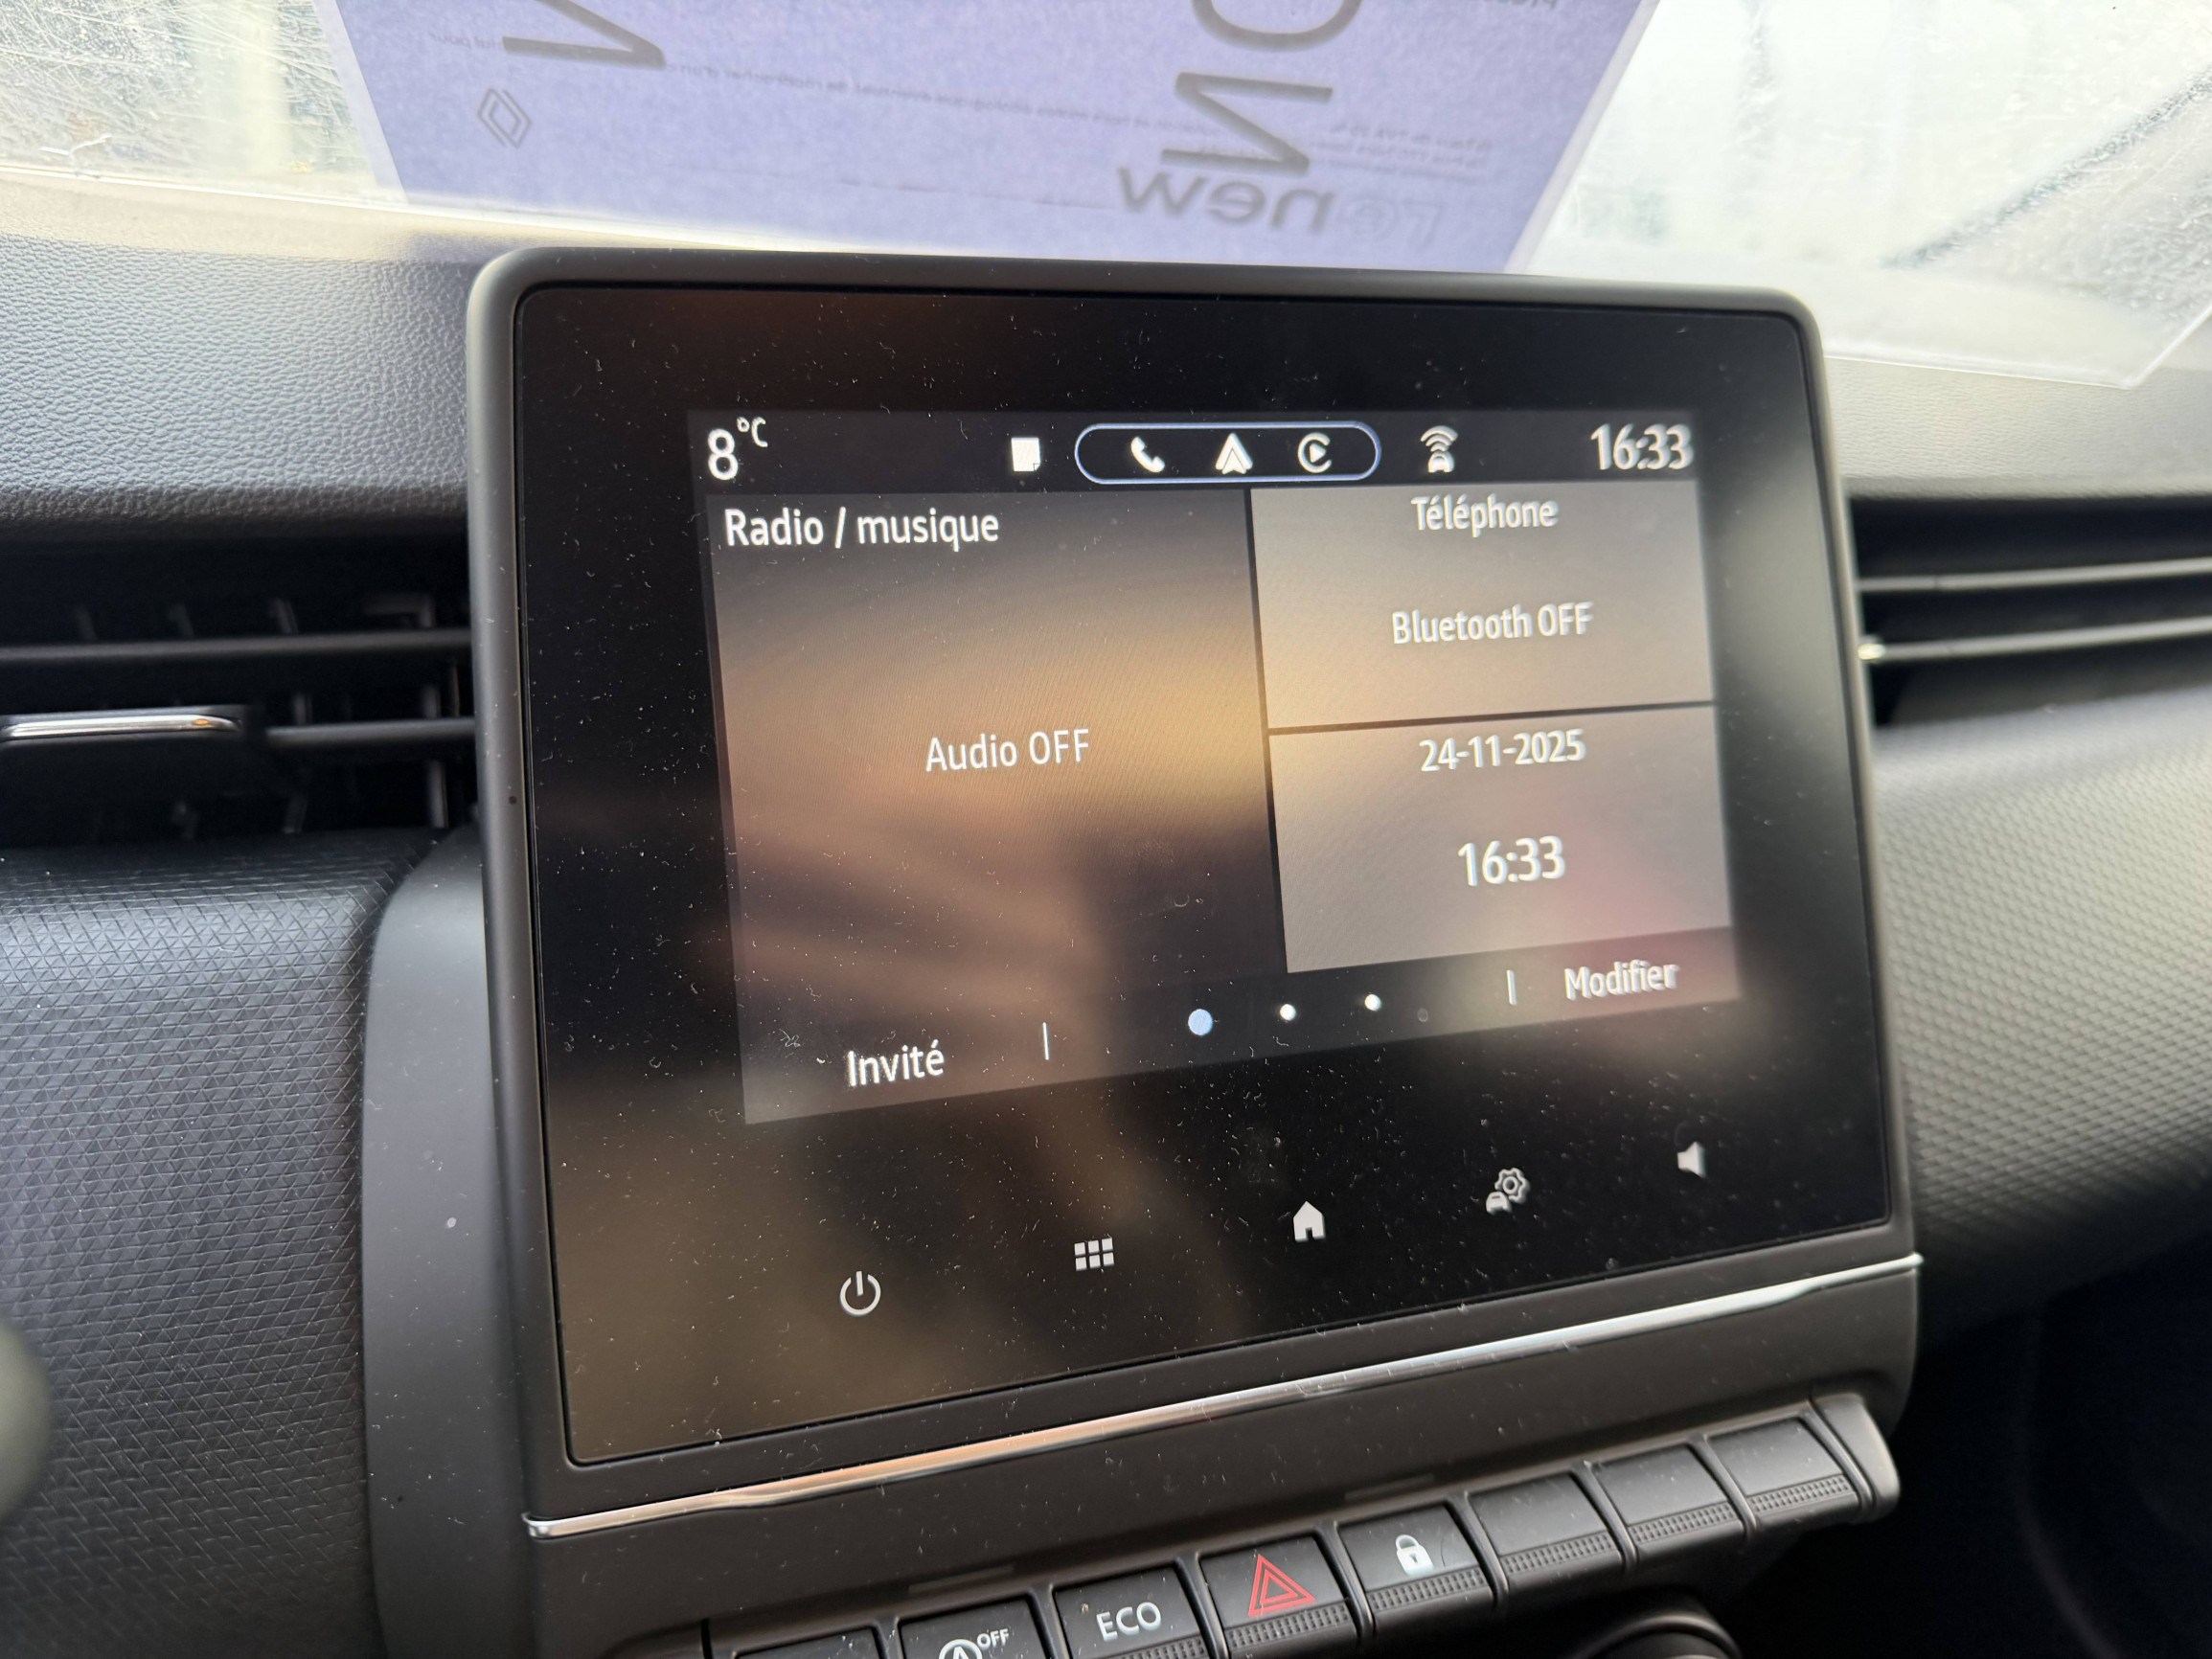 renew
8°C
16:33
Radio / musique
Téléphone
Bluetooth OFF
Audio OFF
24-11-2025
16:33
Invité
Modifier
OFF
ECO